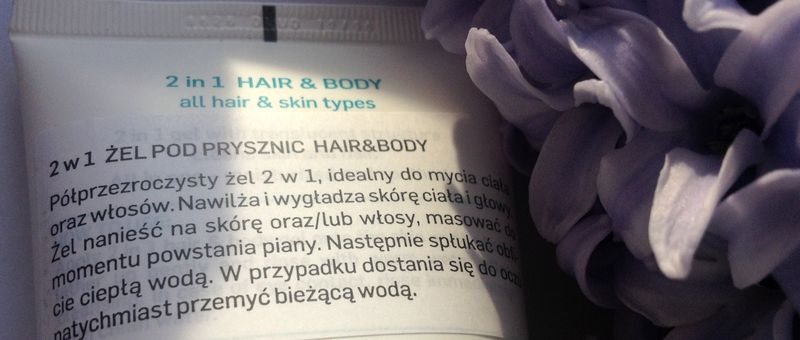 2 in 1 HAIR & BODY
all hair & skin types
2 w 1 ŻEL POD PRYSZNIC HAIR&BODY
Półprzezroczysty żel 2 w 1, idealny do mycia ciała
oraz włosów. Nawilża i wygładza skórę ciała i głowy.
Żel nanieść na skórę oraz/lub włosy, masować do
momentu powstania piany. Następnie spłukać obfi-
cie ciepłą wodą. W przypadku dostania się do oczu
natychmiast przemyć bieżącą wodą.